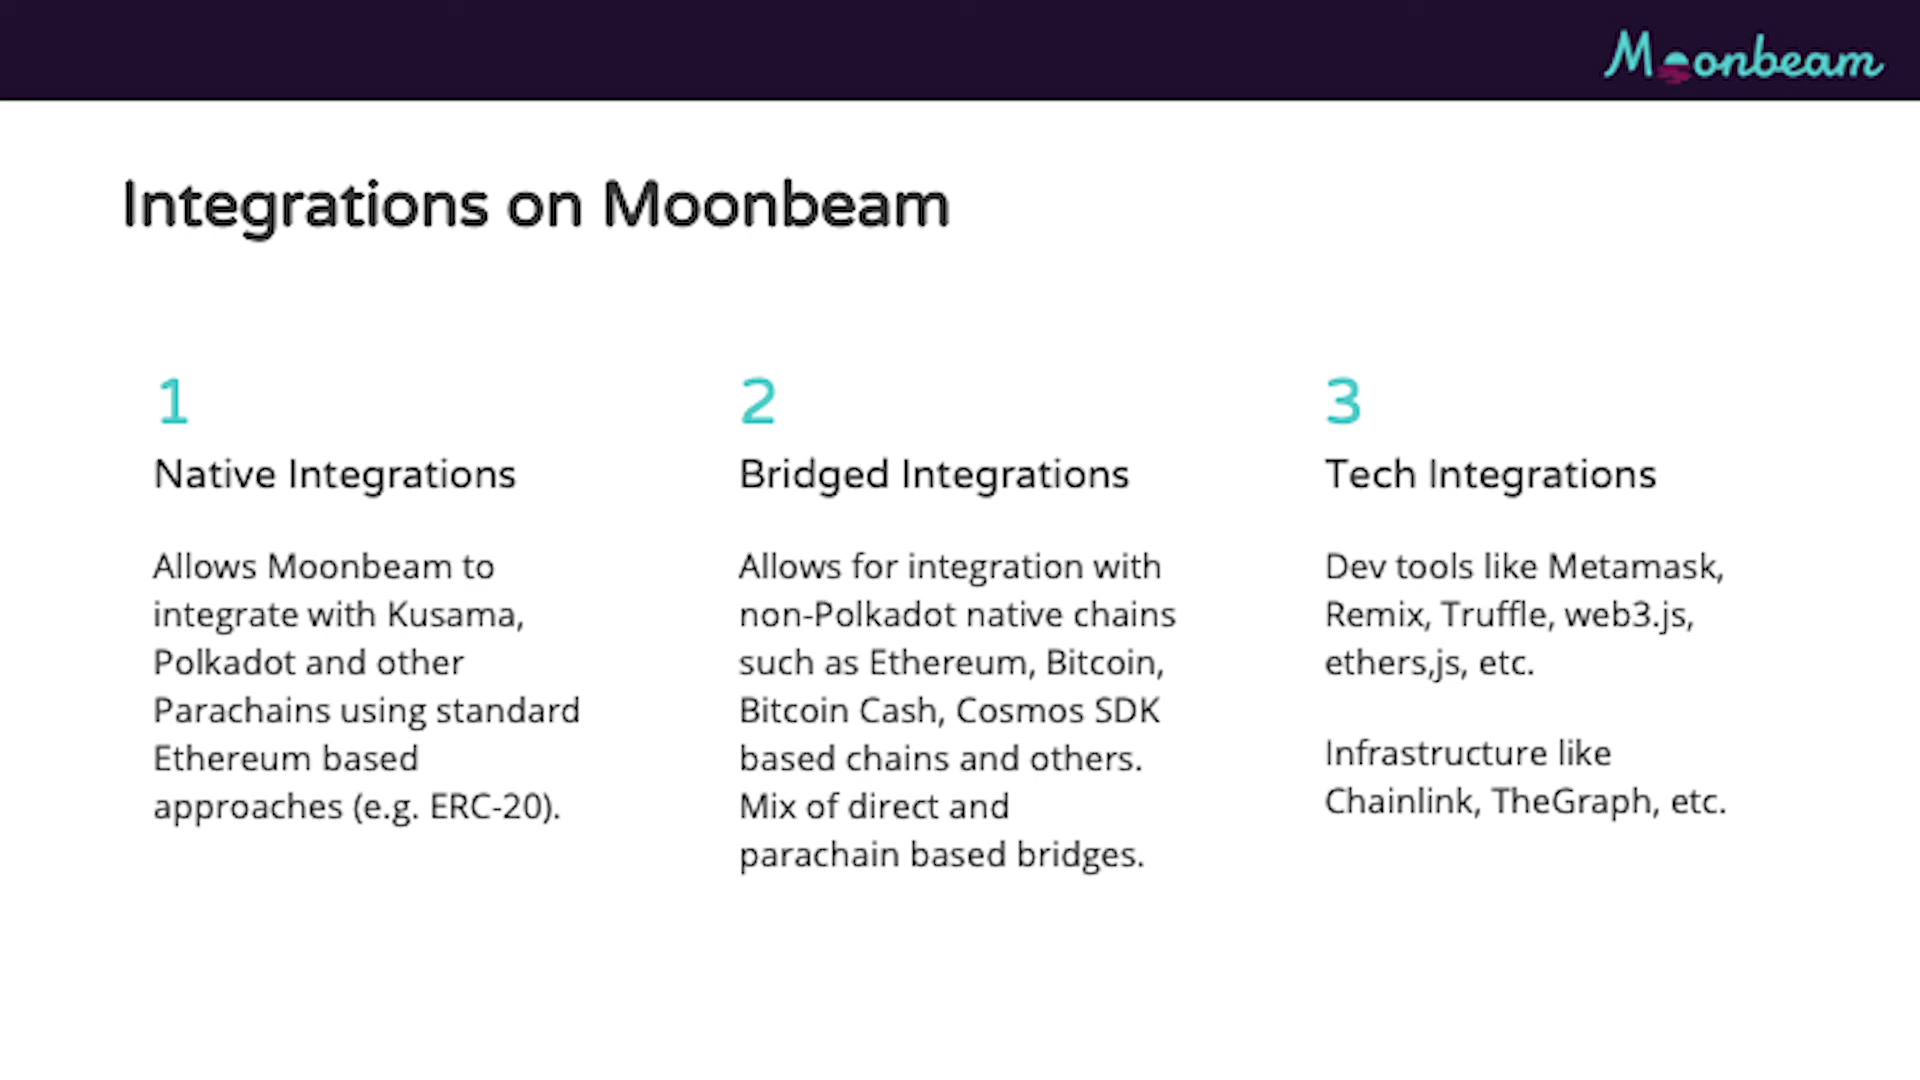 Moonbeam
Integrations on Moonbeam
1
Native Integrations
Allows Moonbeam to
integrate with Kusama,
Polkadot and other
Parachains using standard
Ethereum based
approaches (e.g. ERC-20).
2
Bridged Integrations
Allows for integration with
non-Polkadot native chains
such as Ethereum, Bitcoin,
Bitcoin Cash, Cosmos SDK
based chains and others.
Mix of direct and
parachain based bridges.
3
Tech Integrations
Dev tools like Metamask,
Remix, Truffle, web3.js,
ethers,js, etc.
Infrastructure like
Chainlink, TheGraph, etc.